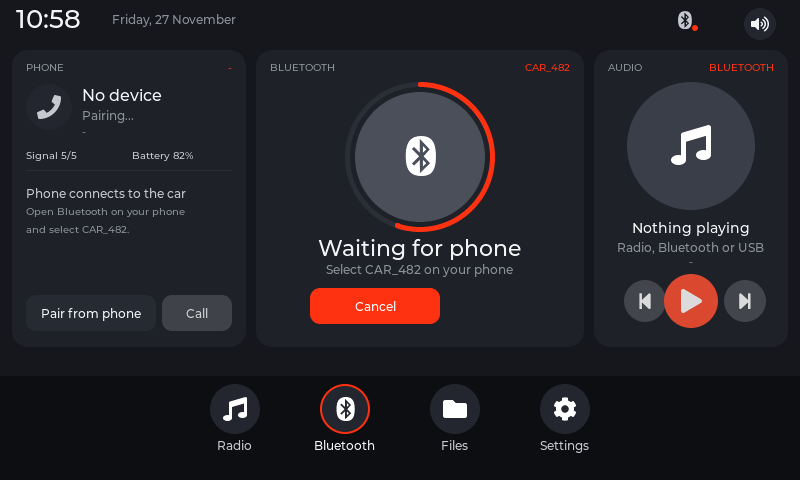 10:58
Friday, 27 November
PHONE
-
No device
Pairing...
-
Signal 5/5
Battery 82%
Phone connects to the car
Open Bluetooth on your phone
and select CAR_482.
Pair from phone
Call
BLUETOOTH
CAR_482
Waiting for phone
Select CAR_482 on your phone
Cancel
AUDIO
BLUETOOTH
Nothing playing
Radio, Bluetooth or USB
-
Radio
Bluetooth
Files
Settings